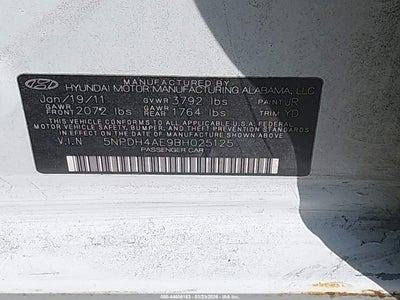 MANUFACTURED BY
HYUNDAI MOTOR MANUFACTURING ALABAMA, LLC
Jan/19/11 GVWR 3792 lbs PAINT JR
GAWR FRONT 2072 lbs GAWR REAR 1764 lbs TRIM YD
THIS VEHICLE CONFORMS TO ALL APPLICABLE U.S.A. FEDERAL
MOTOR VEHICLE SAFETY, BUMPER, AND THEFT PREVENTION STANDARDS
IN EFFECT ON THE DATE OF MANUFACTURE SHOWN ABOVE.
V.I.N 5NPDH4AE9BH025125
PASSENGER CAR